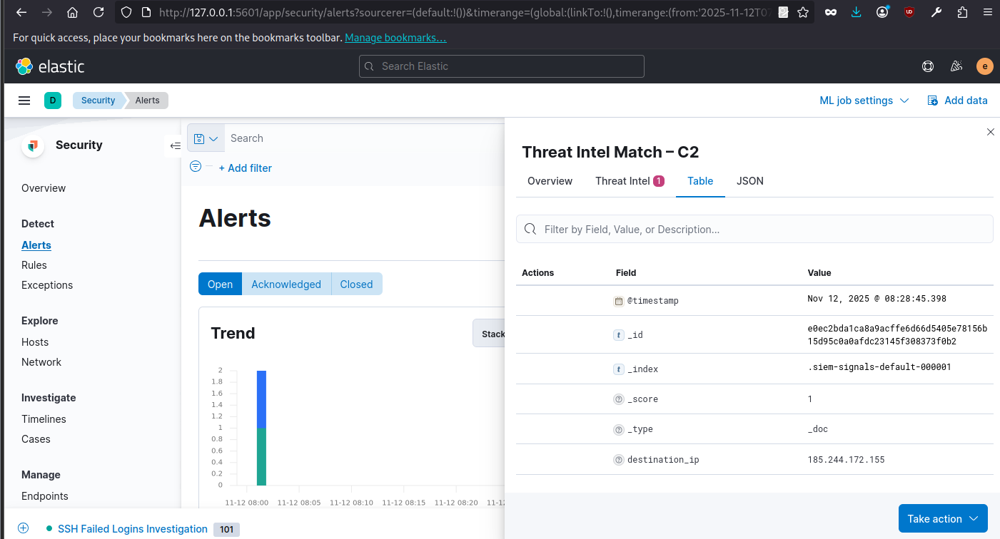 http://127.0.0.1:5601/app/security/alerts?sourcerer=(default:!())&timerange=(global:(linkTo:!(),timerange:(from:'2025-11-12T07
For quick access, place your bookmarks here on the bookmarks toolbar. Manage bookmarks…
elastic
Search Elastic
e
D
Security
Alerts
ML job settings
Add data
Security
Overview
Detect
Alerts
Rules
Exceptions
Explore
Hosts
Network
Investigate
Timelines
Cases
Manage
Endpoints
Search
+ Add filter
Alerts
Open
Acknowledged
Closed
Trend
Stack
2
1.8
1.6
1.4
1.2
1
0.8
0.6
0.4
0.2
0
11-12 08:00 11-12 08:05 11-12 08:10 11-12 08:15 11-12 08:20 11-1
Threat Intel Match – C2
Overview
Threat Intel 1
Table
JSON
Filter by Field, Value, or Description...
Actions Field Value
@timestamp Nov 12, 2025 @ 08:28:45.398
t _id e0ec2bda1ca8a9acffe6d66d5405e78156b
15d95c0a0afdc23145f308373f0b2
t _index .siem-signals-default-000001
_score 1
_type _doc
destination_ip 185.244.172.155
Take action
SSH Failed Logins Investigation 101